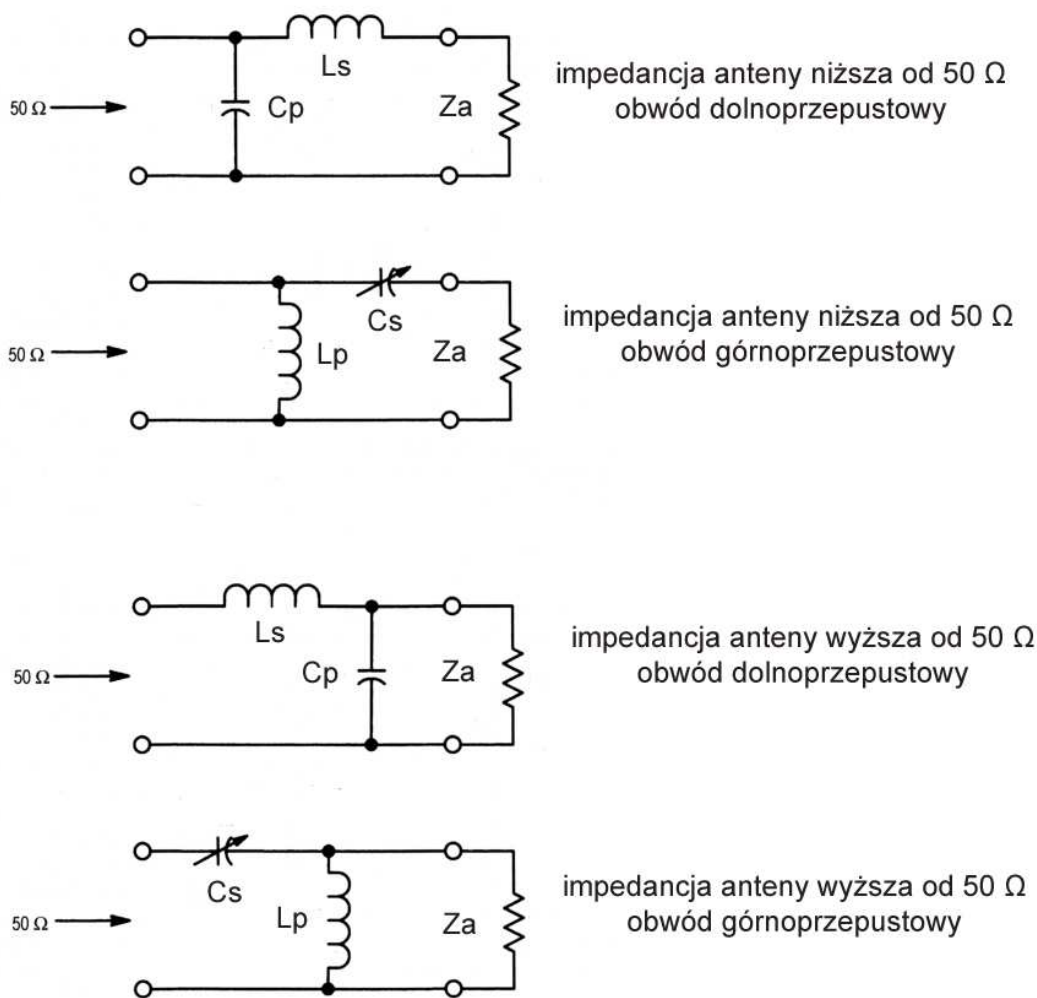 Ls
50 Ω
Cp
Za
impedancja anteny niższa od 50 Ω
obwód dolnoprzepustowy
Cs
50 Ω
Lp
Za
impedancja anteny niższa od 50 Ω
obwód górnoprzepustowy
Ls
50 Ω
Cp
Za
impedancja anteny wyższa od 50 Ω
obwód dolnoprzepustowy
Cs
50 Ω
Lp
Za
impedancja anteny wyższa od 50 Ω
obwód górnoprzepustowy